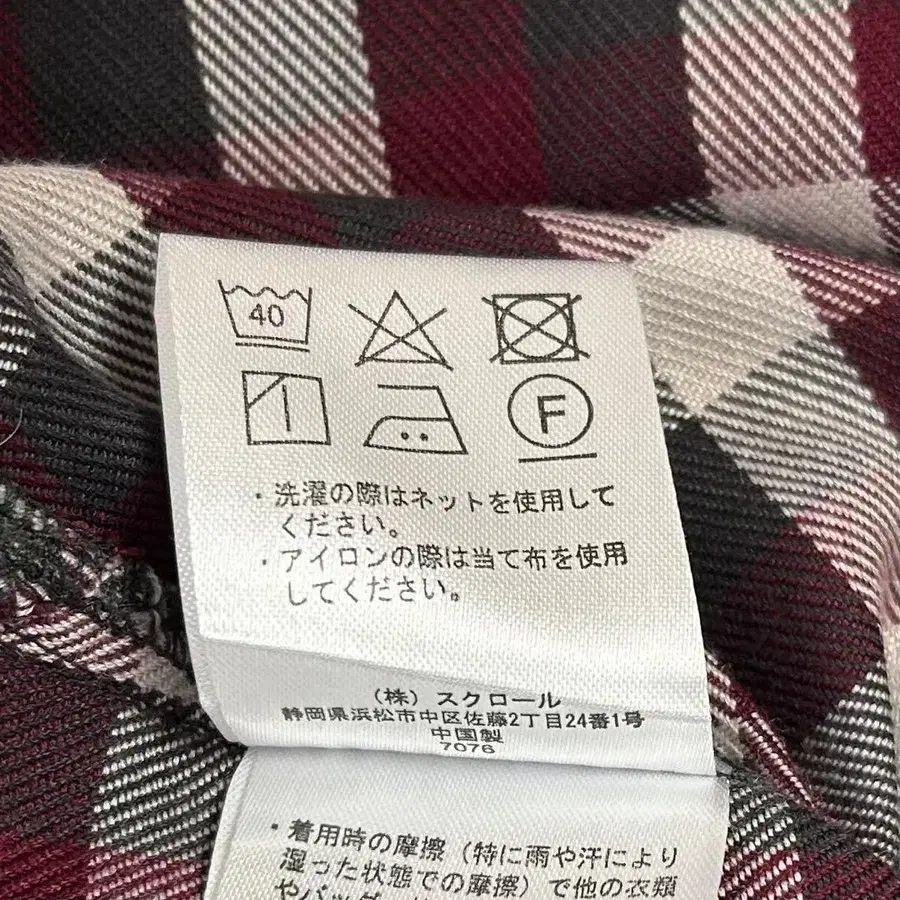 40
F
・洗濯の際はネットを使用して
ください。
・アイロンの際は当て布を使用
してください。
（株）スクロール
静岡県浜松市中区佐藤2丁目24番1号
中国製
7076
・着用時の摩擦（特に雨や汗により
湿った状態での摩擦）で他の衣類
やバッグ